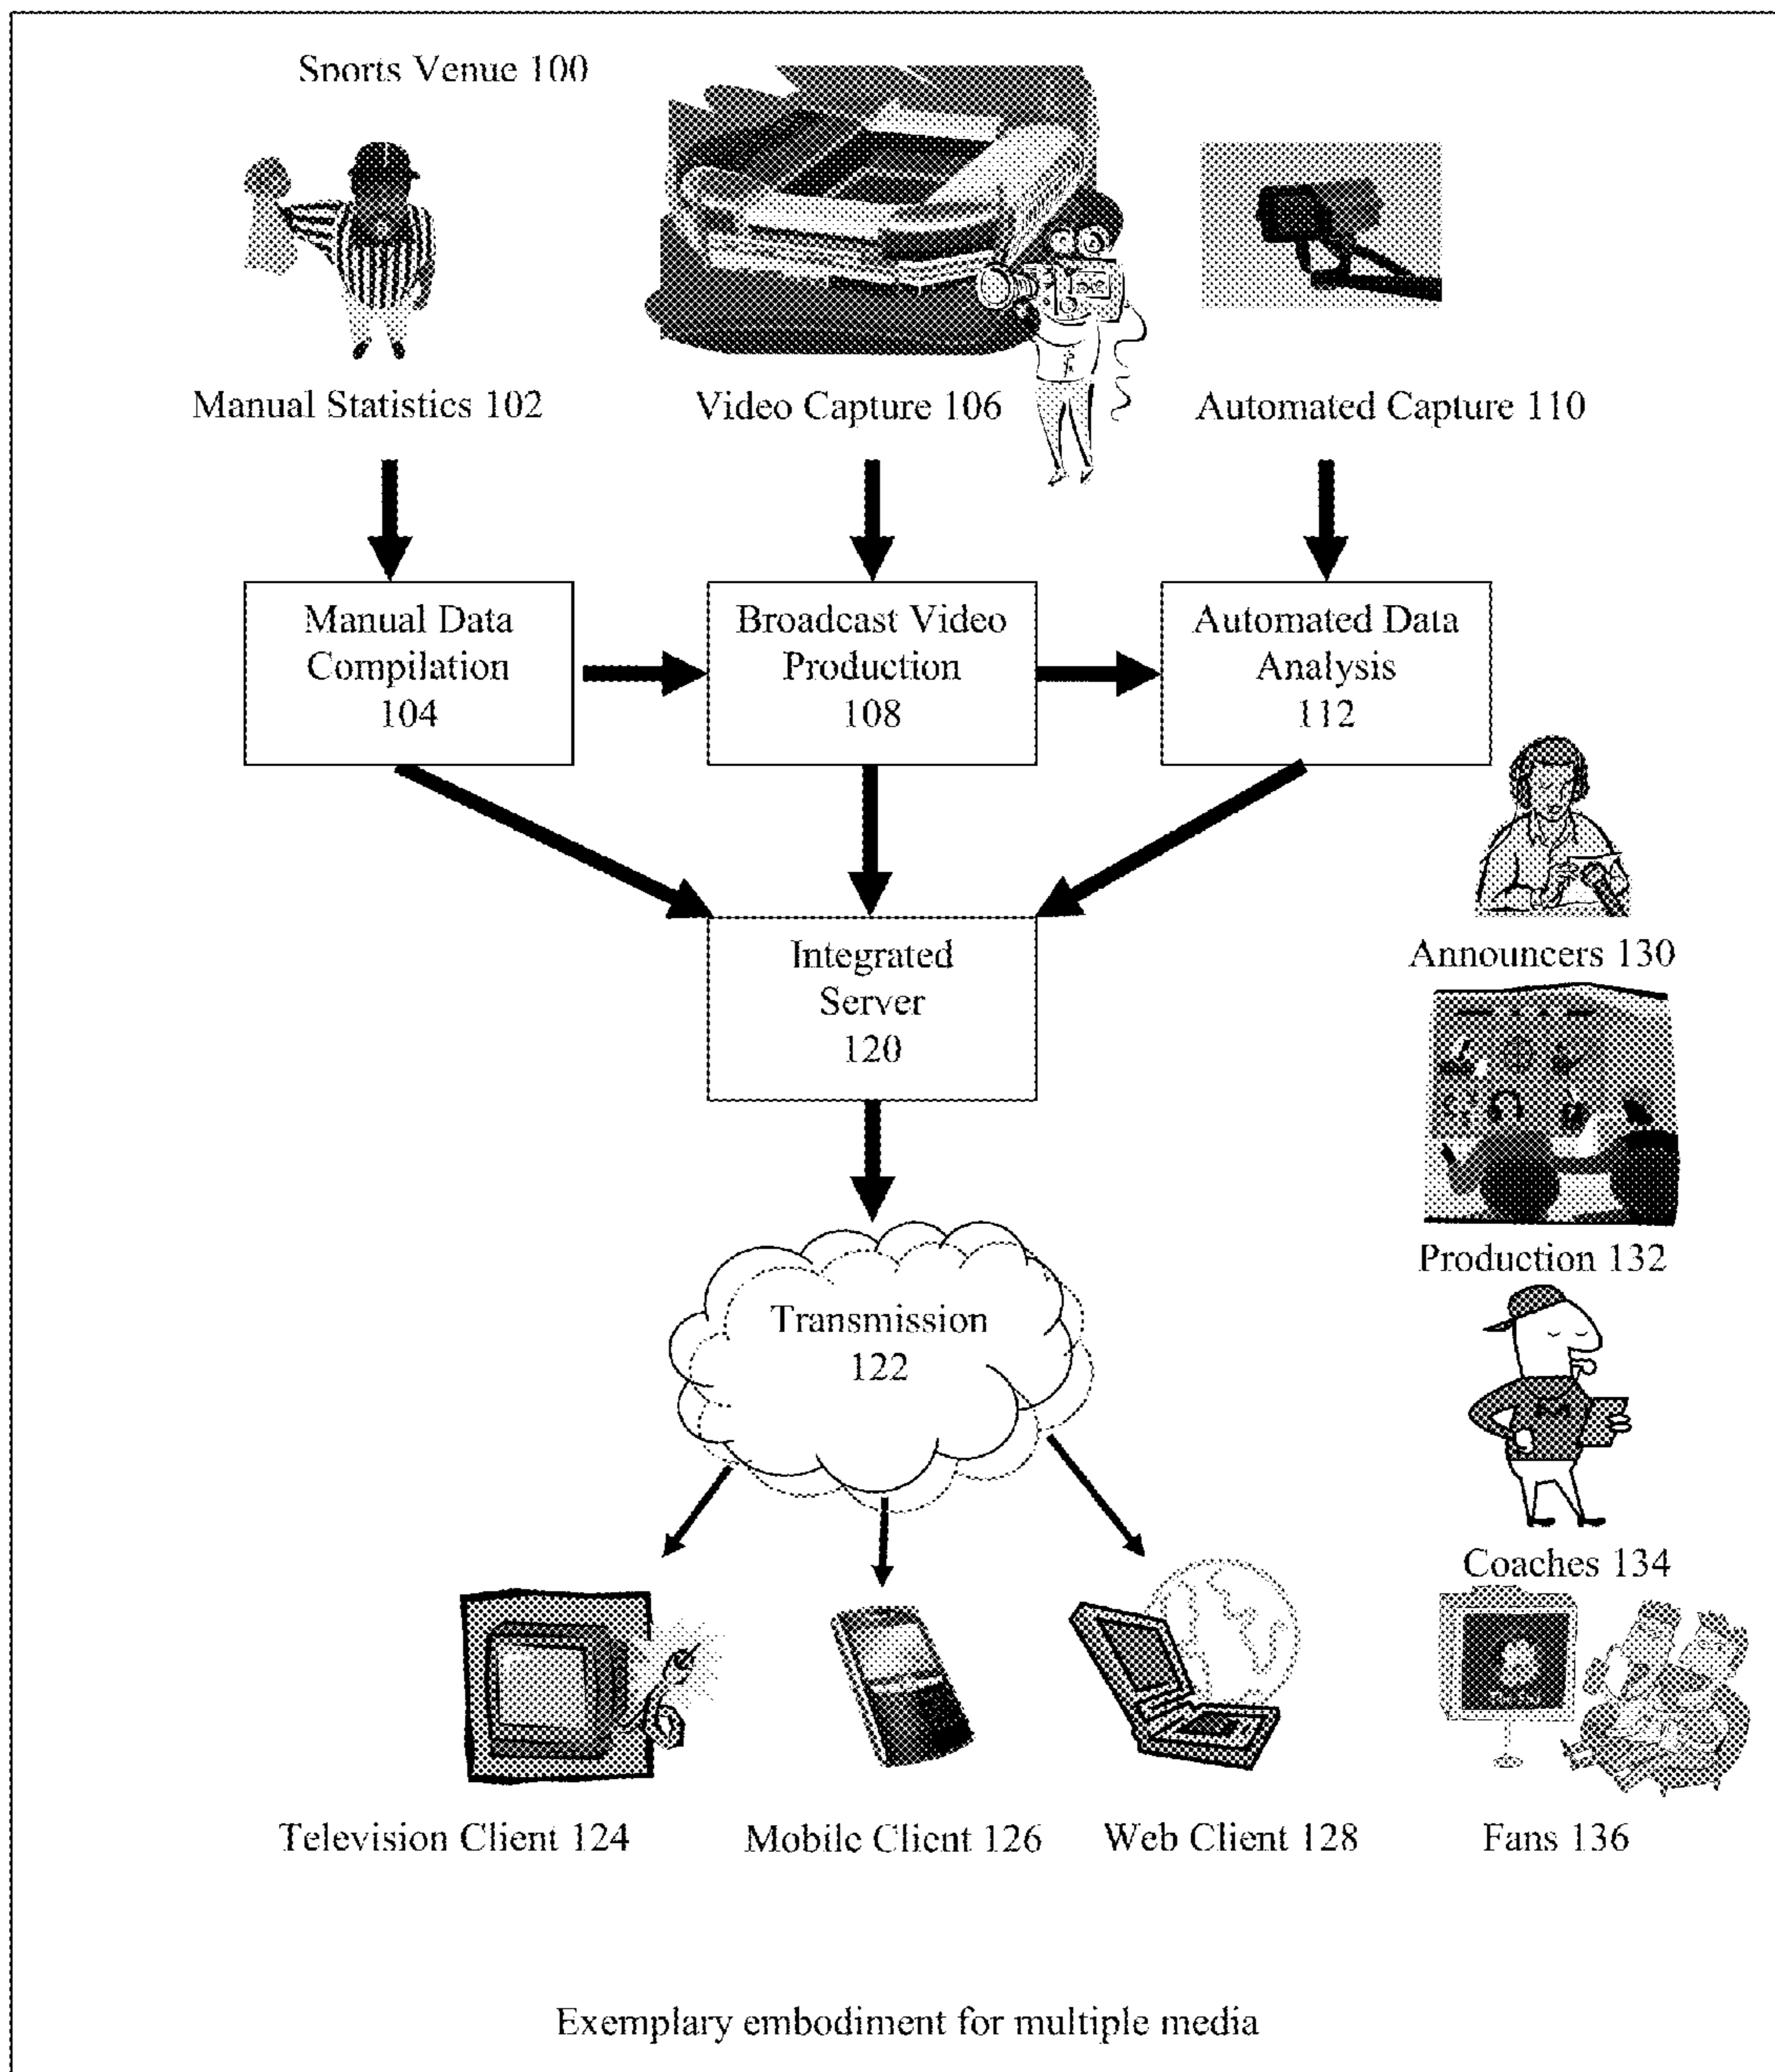 Sports Venue 100
Manual Statistics 102
Video Capture 106
Automated Capture 110
Manual Data
Compilation
104
Broadcast Video
Production
108
Automated Data
Analysis
112
Integrated
Server
120
Announcers 130
Production 132
Transmission
122
Coaches 134
Television Client 124
Mobile Client 126
Web Client 128
Fans 136
Exemplary embodiment for multiple media